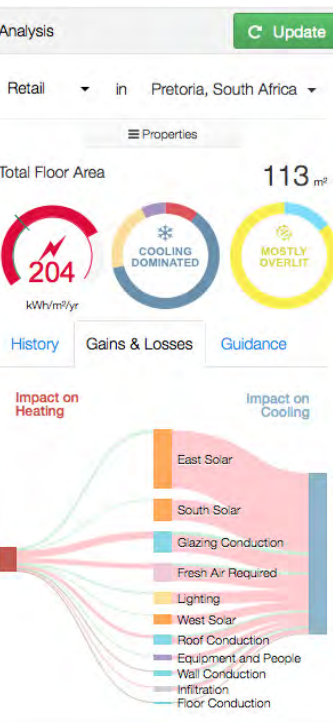 Analysis
Update
Retail
in
Pretoria, South Africa
Properties
Total Floor Area
113 m²
204
kWh/m²/yr
COOLING
DOMINATED
MOSTLY
OVERLIT
History
Gains & Losses
Guidance
Impact on
Heating
Impact on
Cooling
East Solar
South Solar
Glazing Conduction
Fresh Air Required
Lighting
West Solar
Roof Conduction
Equipment and People
Wall Conduction
Infiltration
Floor Conduction